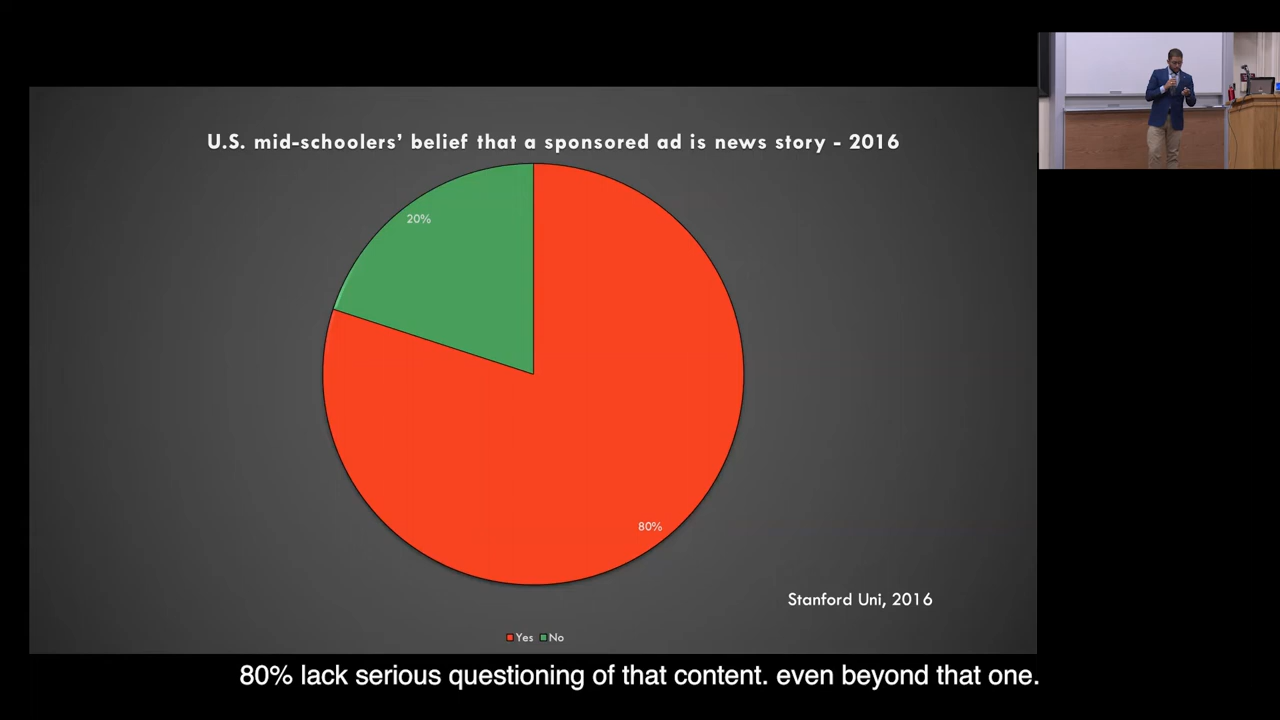 U.S. mid-schoolers’ belief that a sponsored ad is news story - 2016
20%
80%
Stanford Uni, 2016
Yes No
80% lack serious questioning of that content. even beyond that one.